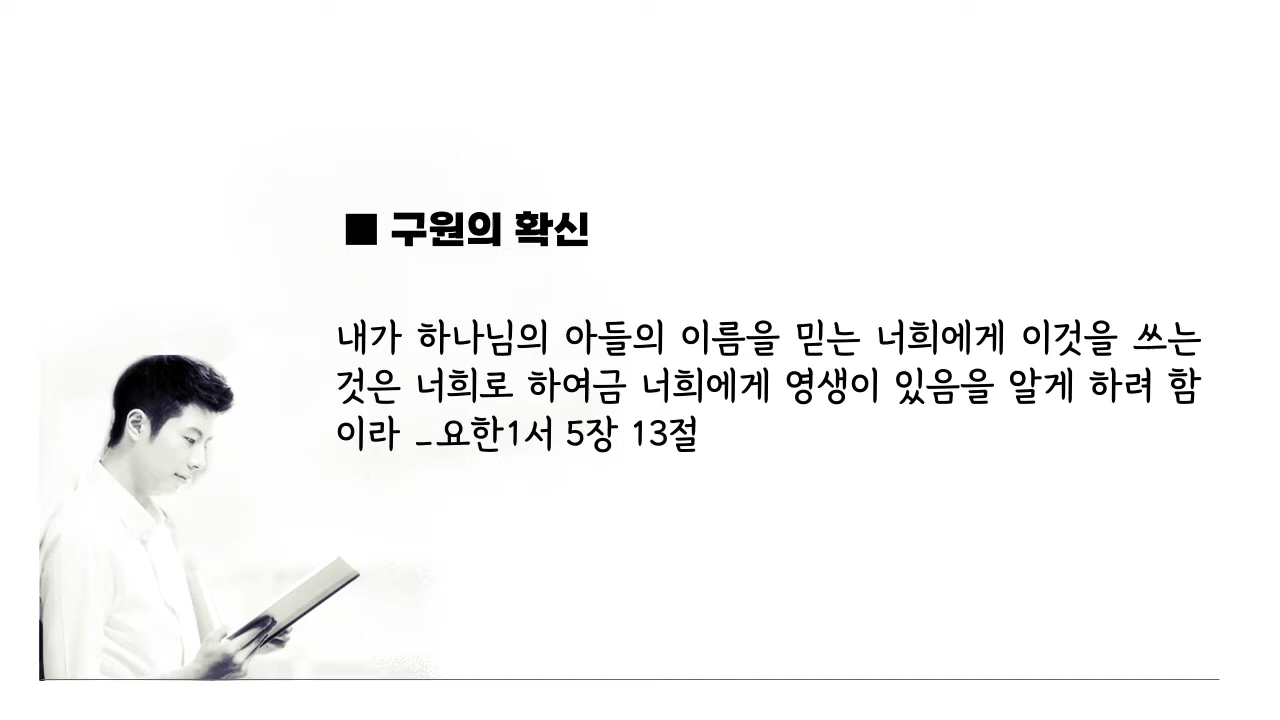 ■ 구원의 확신
내가 하나님의 아들의 이름을 믿는 너희에게 이것을 쓰는
것은 너희로 하여금 너희에게 영생이 있음을 알게 하려 함
이라 _요한1서 5장 13절